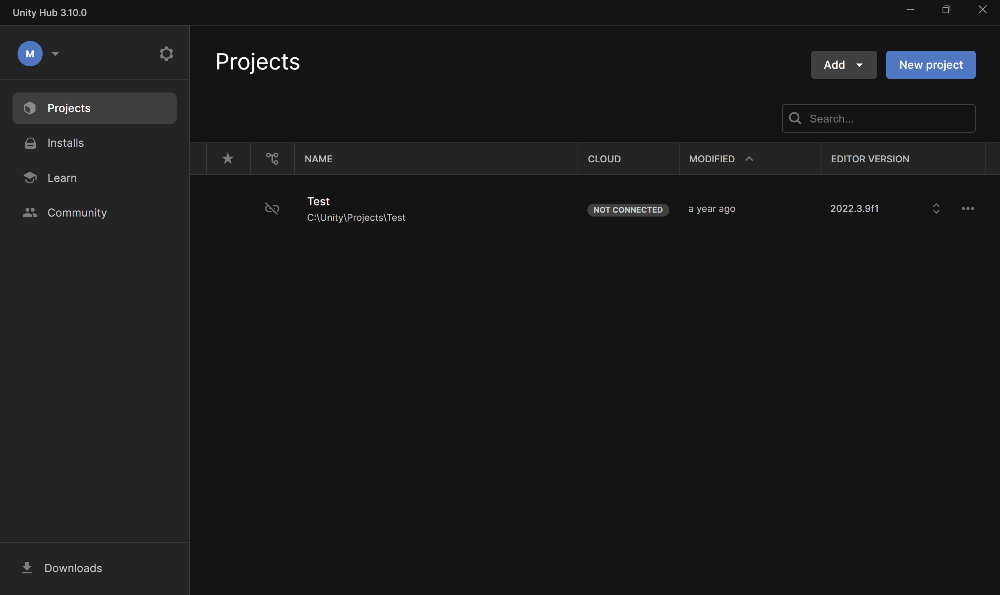 Unity Hub 3.10.0
M
Projects
Installs
Learn
Community
Downloads
Projects
Add
New project
Search...
NAME
CLOUD
MODIFIED
EDITOR VERSION
Test
C:\Unity\Projects\Test
NOT CONNECTED
a year ago
2022.3.9f1